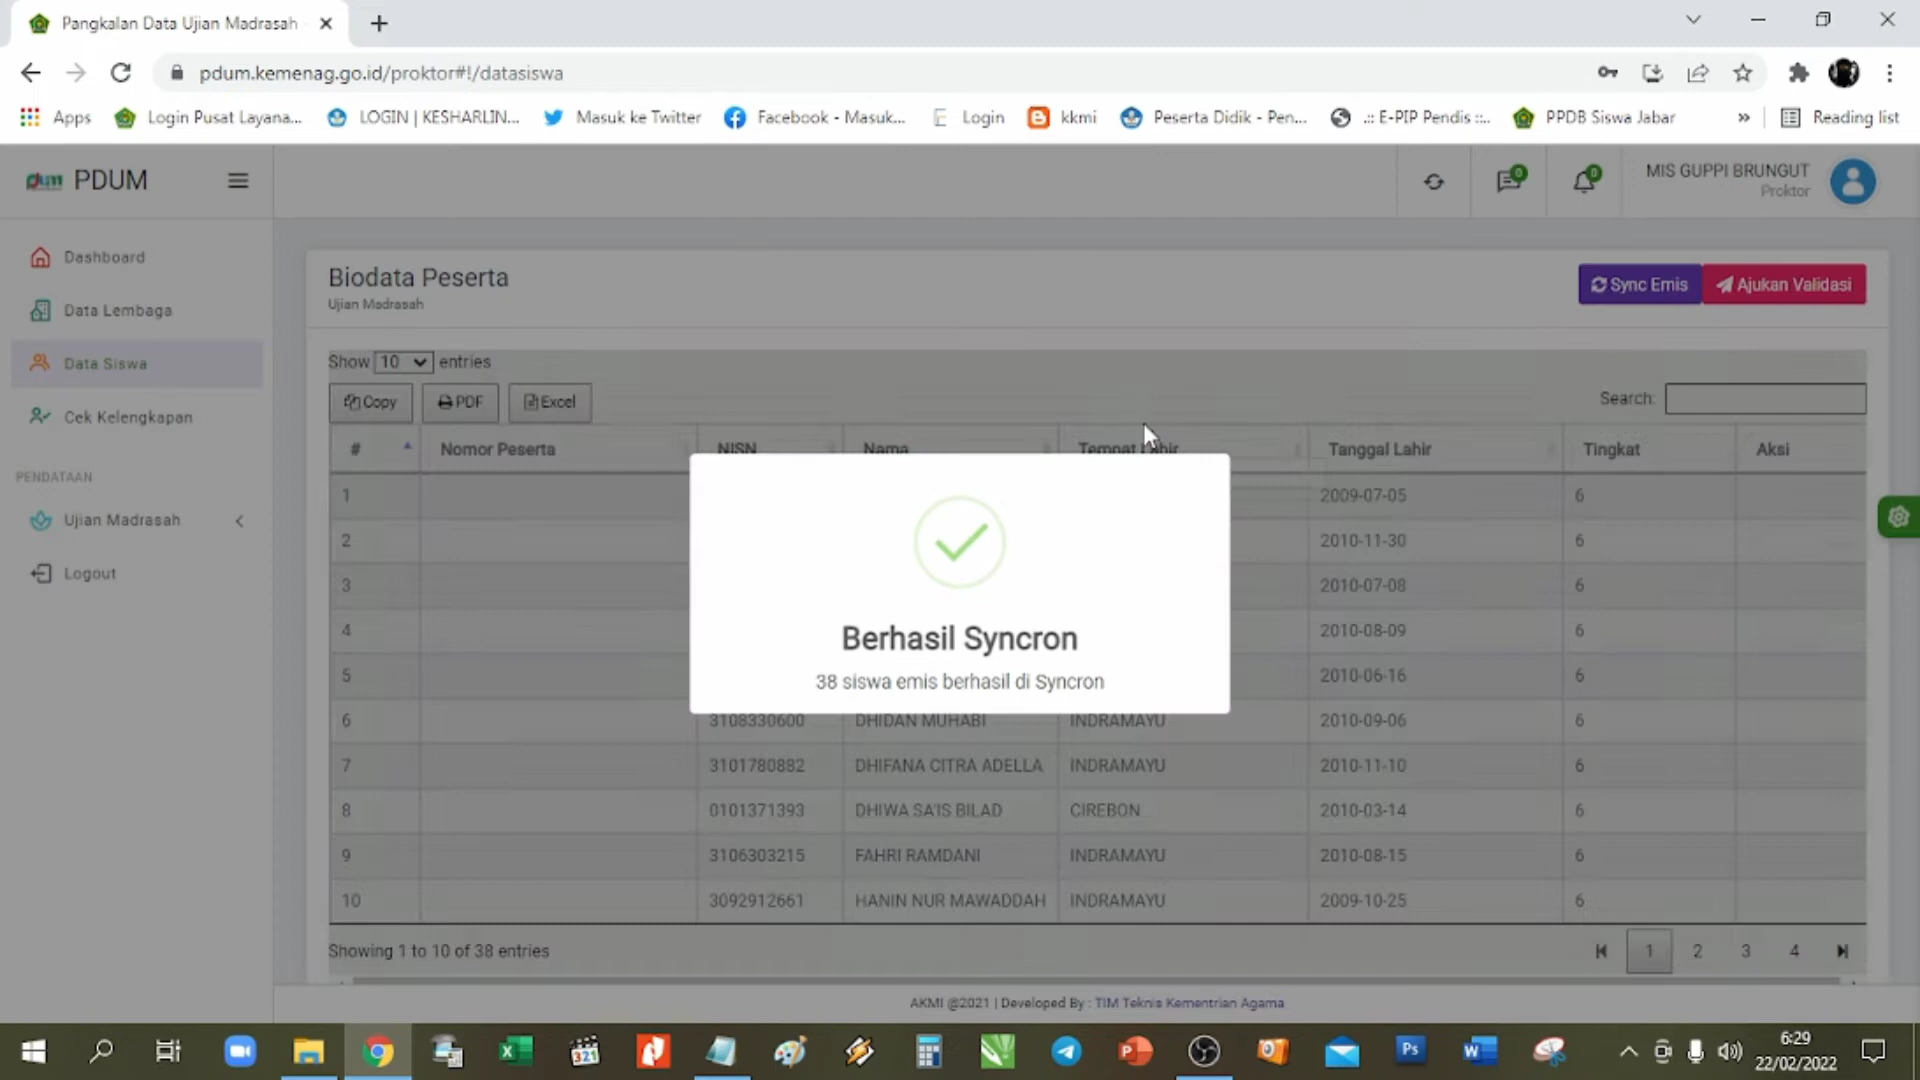 Pangkalan Data Ujian Madrasah
pdum.kemenag.go.id/proktor#!/datasiswa
Apps Login Pusat Layana... LOGIN | KESHARLIN... Masuk ke Twitter Facebook - Masuk... Login kkmi Peserta Didik - Pen... .:: E-PIP Pendis ::.. PPDB Siswa Jabar » Reading list
PDUM
0 0 MIS GUPPI BRUNGUT
Proktor
Dashboard
Data Lembaga
Data Siswa
Cek Kelengkapan
PENDATAAN
Ujian Madrasah
Logout
Biodata Peserta
Ujian Madrasah
Sync Emis Ajukan Validasi
Show 10 entries
Copy PDF Excel Search:
# Nomor Peserta NISN Nama Tempat Lahir Tanggal Lahir Tingkat Aksi
1 2009-07-05 6
2 2010-11-30 6
3 2010-07-08 6
4 2010-08-09 6
5 2010-06-16 6
Berhasil Syncron
38 siswa emis berhasil di Syncron
6 3108330600 DHIDAN MUHABI INDRAMAYU 2010-09-06 6
7 3101780882 DHIFANA CITRA ADELLA INDRAMAYU 2010-11-10 6
8 0101371393 DHIWA SA'IS BILAD CIREBON 2010-03-14 6
9 3106303215 FAHRI RAMDANI INDRAMAYU 2010-08-15 6
10 3092912661 HANIN NUR MAWADDAH INDRAMAYU 2009-10-25 6
Showing 1 to 10 of 38 entries 1 2 3 4
AKMI @2021 | Developed By : TIM Teknis Kementrian Agama
6:29
22/02/2022